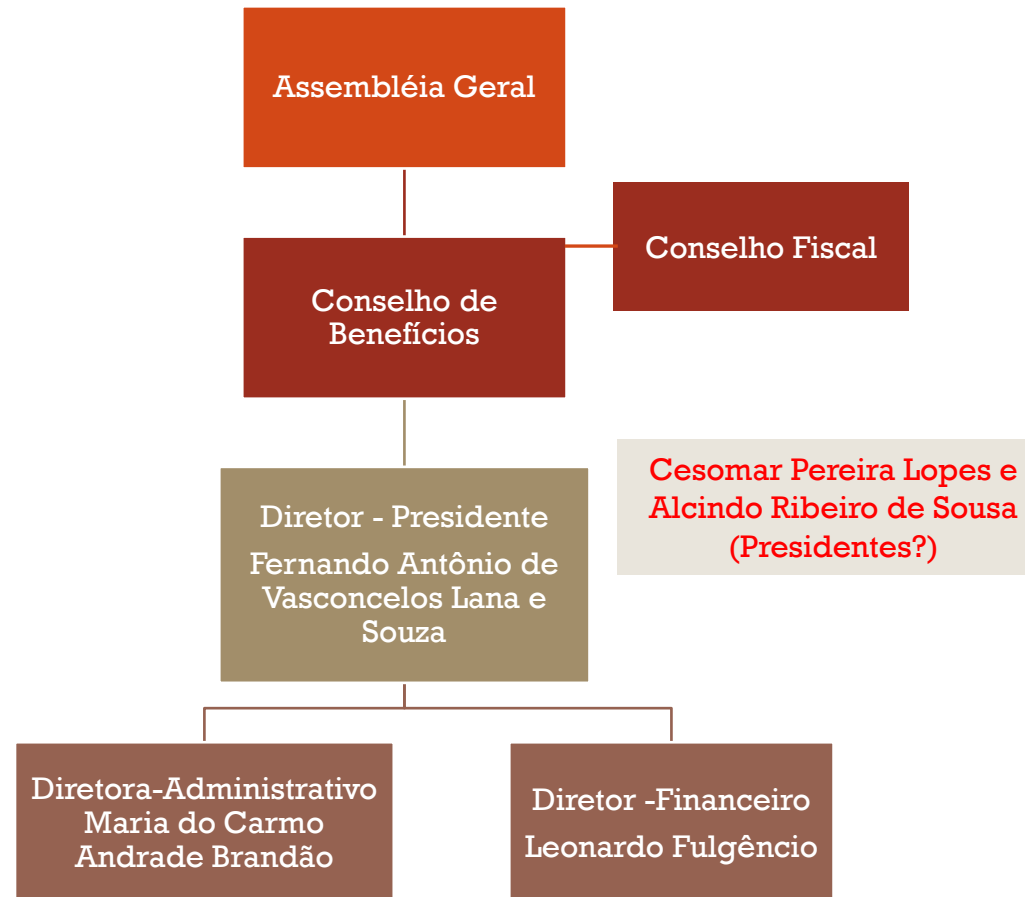 Assembléia Geral
Conselho Fiscal
Conselho de
Benefícios
Cesomar Pereira Lopes e
Alcindo Ribeiro de Sousa
(Presidentes?)
Diretor - Presidente
Fernando Antônio de
Vasconcelos Lana e
Souza
Diretora-Administrativo
Maria do Carmo
Andrade Brandão
Diretor -Financeiro
Leonardo Fulgêncio